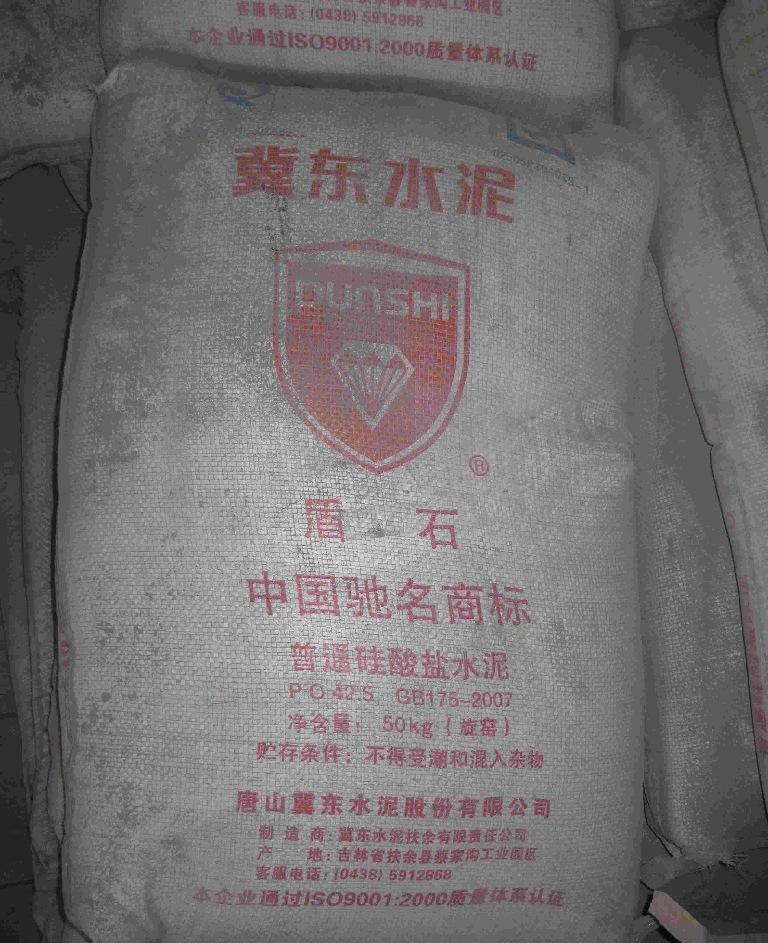 客服电话：(0438) 5912868
本企业通过ISO9001:2000质量体系认证
冀东水泥
DUNSHI
®
盾 石
中国驰名商标
普通硅酸盐水泥
P·O 42.5 GB175-2007
净含量： 50kg（旋窑）
贮存条件：不得受潮和混入杂物
唐山冀东水泥股份有限公司
制 造 商：冀东水泥扶余有限责任公司
产 地：吉林省扶余县蔡家沟工业园区
客服电话：(0438) 5912868
本企业通过ISO9001:2000质量体系认证